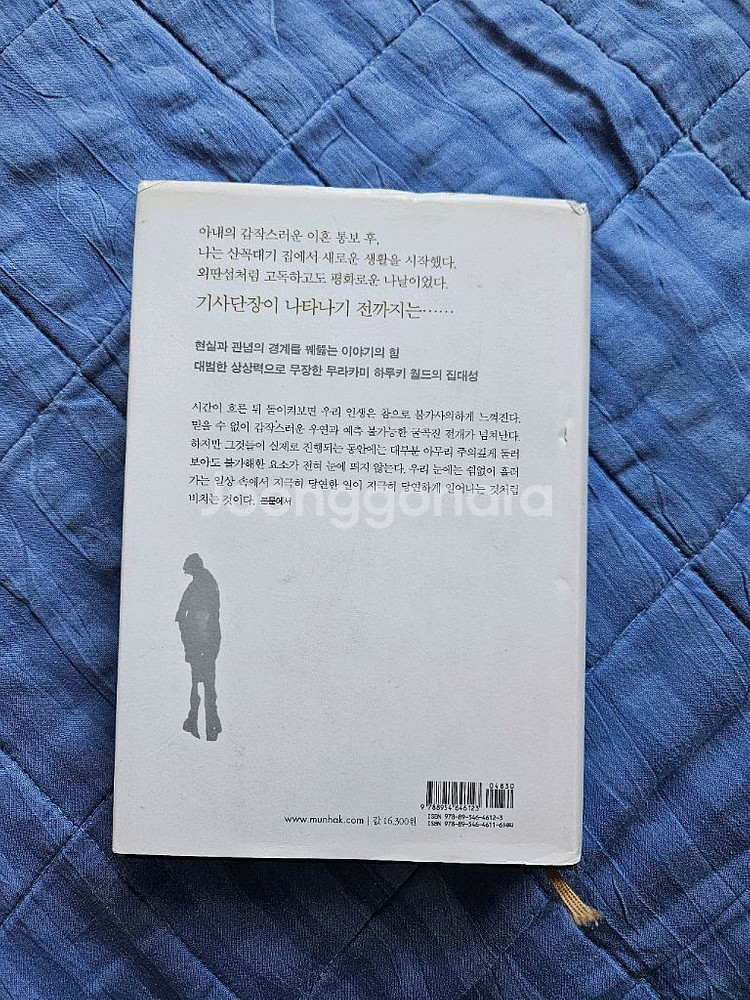 아내의 갑작스러운 이혼 통보 후,
나는 산꼭대기 집에서 새로운 생활을 시작했다.
외딴섬처럼 고독하고도 평화로운 나날이었다.
기사단장이 나타나기 전까지는……
현실과 관념의 경계를 꿰뚫는 이야기의 힘
대범한 상상력으로 무장한 무라카미 하루키 월드의 집대성
시간이 흐른 뒤 돌이켜보면 우리 인생은 참으로 불가사의하게 느껴진다.
믿을 수 없이 갑작스러운 우연과 예측 불가능한 굴곡진 전개가 넘쳐난다.
하지만 그것들이 실제로 진행되는 동안에는 대부분 아무리 주의깊게 둘러
보아도 불가해한 요소가 전혀 눈에 띄지 않는다. 우리 눈에는 쉼없이 흘러
가는 일상 속에서 지극히 당연한 일이 지극히 당연하게 일어나는 것처럼
비치는 것이다. 본문에서
joonggonara
04830
9 788954 646123
www.munhak.com | 값 16,300원
ISBN 978-89-546-4612-3
ISBN 978-89-546-4611-6(세트)